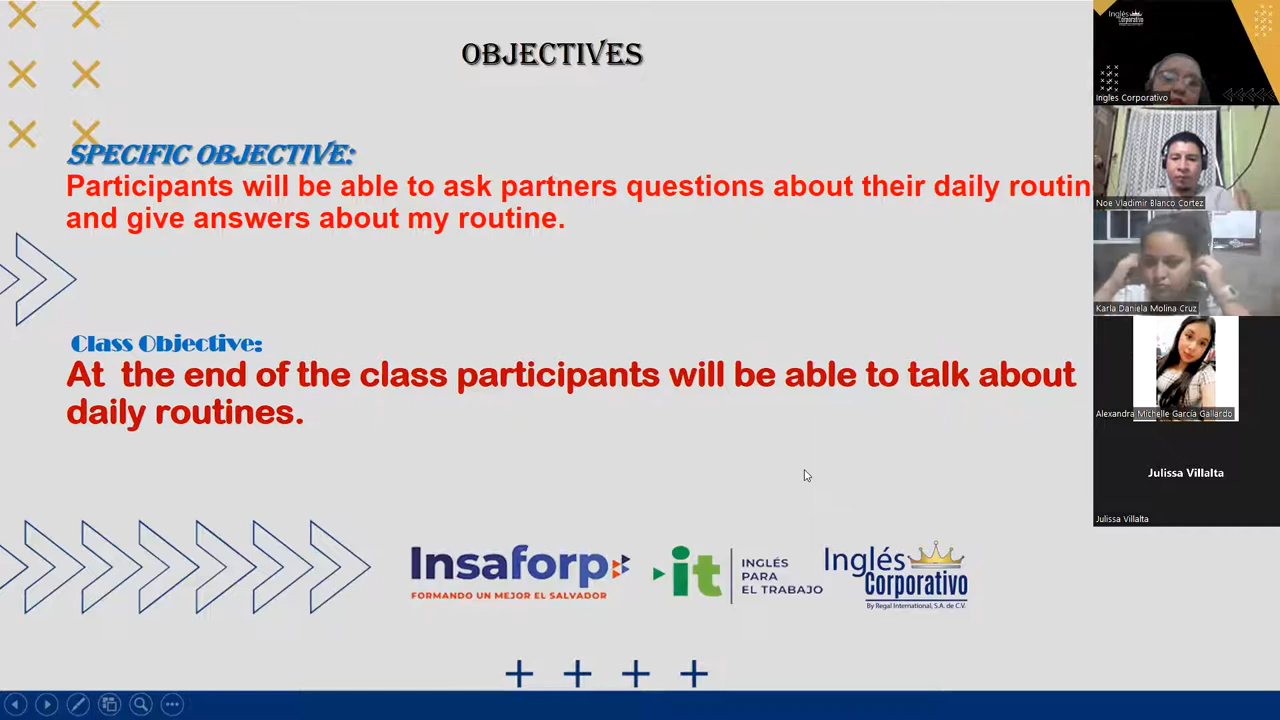 OBJECTIVES
SPECIFIC OBJECTIVE:
Participants will be able to ask partners questions about their daily routin
and give answers about my routine.
Class Objective:
At the end of the class participants will be able to talk about
daily routines.
Insaforp
FORMANDO UN MEJOR EL SALVADOR
it
INGLÉS
PARA
EL TRABAJO
Inglés
Corporativo
By Regal International, S.A. de C.V.
Inglés
Corporativo
Ingles Corporativo
Noe Vladimir Blanco Cortez
Karla Daniela Molina Cruz
Alexandra Michelle García Gallardo
Julissa Villalta
Julissa Villalta